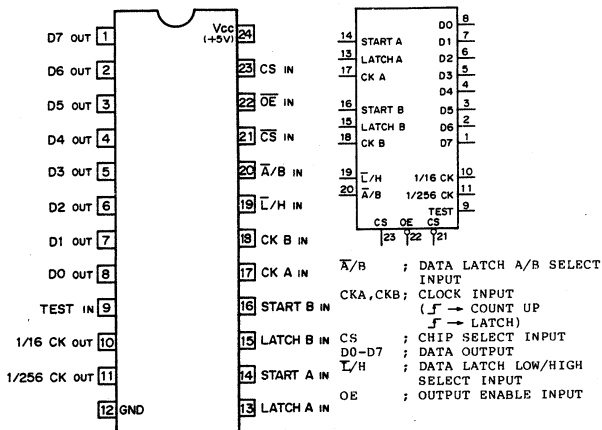 D7 OUT 1
D6 OUT 2
D5 OUT 3
D4 OUT 4
D3 OUT 5
D2 OUT 6
D1 OUT 7
D0 OUT 8
TEST IN 9
1/16 CK OUT 10
1/256 CK OUT 11
12 GND
VCC 24
(+5V)
23 CS IN
22 O̅E̅ IN
21 C̅S̅ IN
20 A̅/B IN
19 L̅/H IN
18 CK B IN
17 CK A IN
16 START B IN
15 LATCH B IN
14 START A IN
13 LATCH A IN
14 START A
13 LATCH A
17 CK A
16 START B
15 LATCH B
18 CK B
19 L̅/H
20 A̅/B
D0 8
D1 7
D2 6
D3 5
D4 4
D5 3
D6 2
D7 1
1/16 CK 10
1/256 CK 11
TEST 9
CS OE CS
23 22 21
A̅/B ; DATA LATCH A/B SELECT
INPUT
CKA,CKB; CLOCK INPUT
( → COUNT UP
→ LATCH)
CS ; CHIP SELECT INPUT
D0-D7 ; DATA OUTPUT
L̅/H ; DATA LATCH LOW/HIGH
SELECT INPUT
OE ; OUTPUT ENABLE INPUT